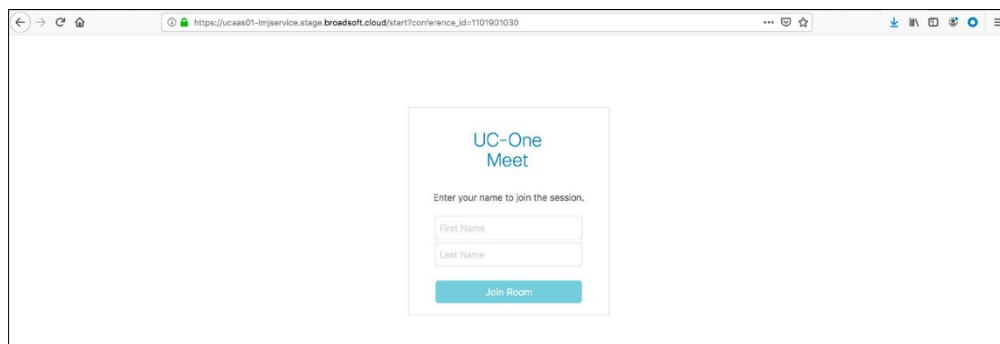 https://ucaas01-lmjservice.stage.broadsoft.cloud/start?conference_id=1101901030
UC-One
Meet
Enter your name to join the session.
First Name
Last Name
Join Room